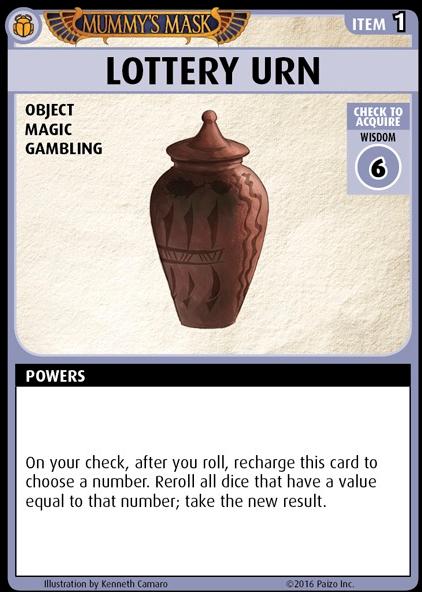 MUMMY'S MASK
ITEM 1
LOTTERY URN
OBJECT
MAGIC
GAMBLING
CHECK TO
ACQUIRE
WISDOM
6
POWERS
On your check, after you roll, recharge this card to
choose a number. Reroll all dice that have a value
equal to that number; take the new result.
Illustration by Kenneth Camaro
©2016 Paizo Inc.